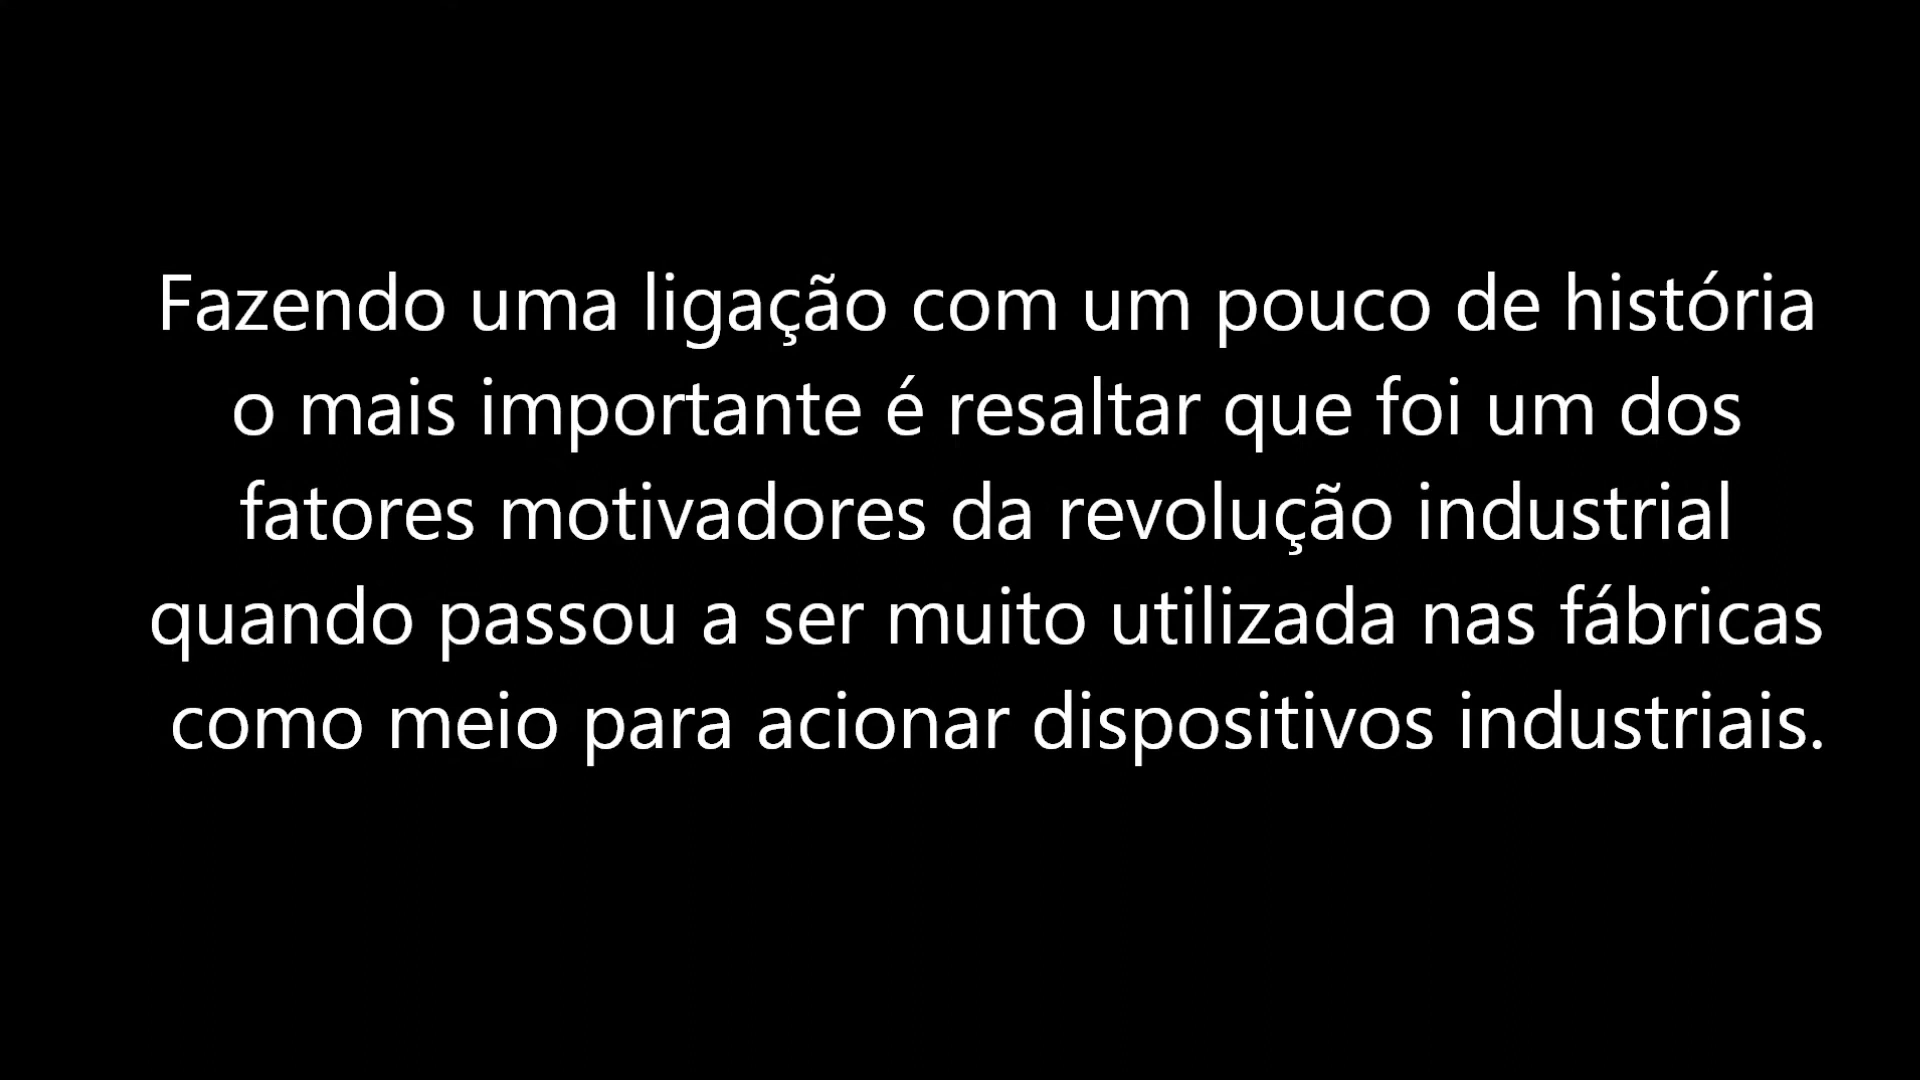 Fazendo uma ligação com um pouco de história
o mais importante é resaltar que foi um dos
fatores motivadores da revolução industrial
quando passou a ser muito utilizada nas fábricas
como meio para acionar dispositivos industriais.